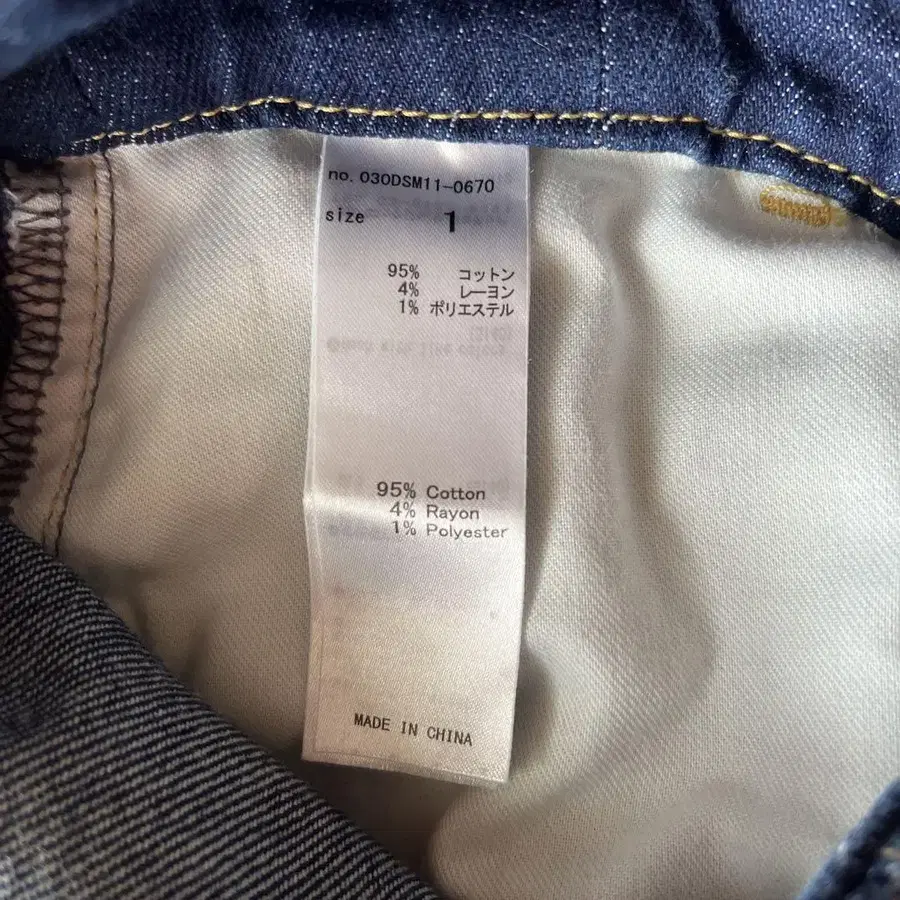 no. 030DSM11-0670
size 1
95% コットン
4% レーヨン
1% ポリエステル
95% Cotton
4% Rayon
1% Polyester
MADE IN CHINA